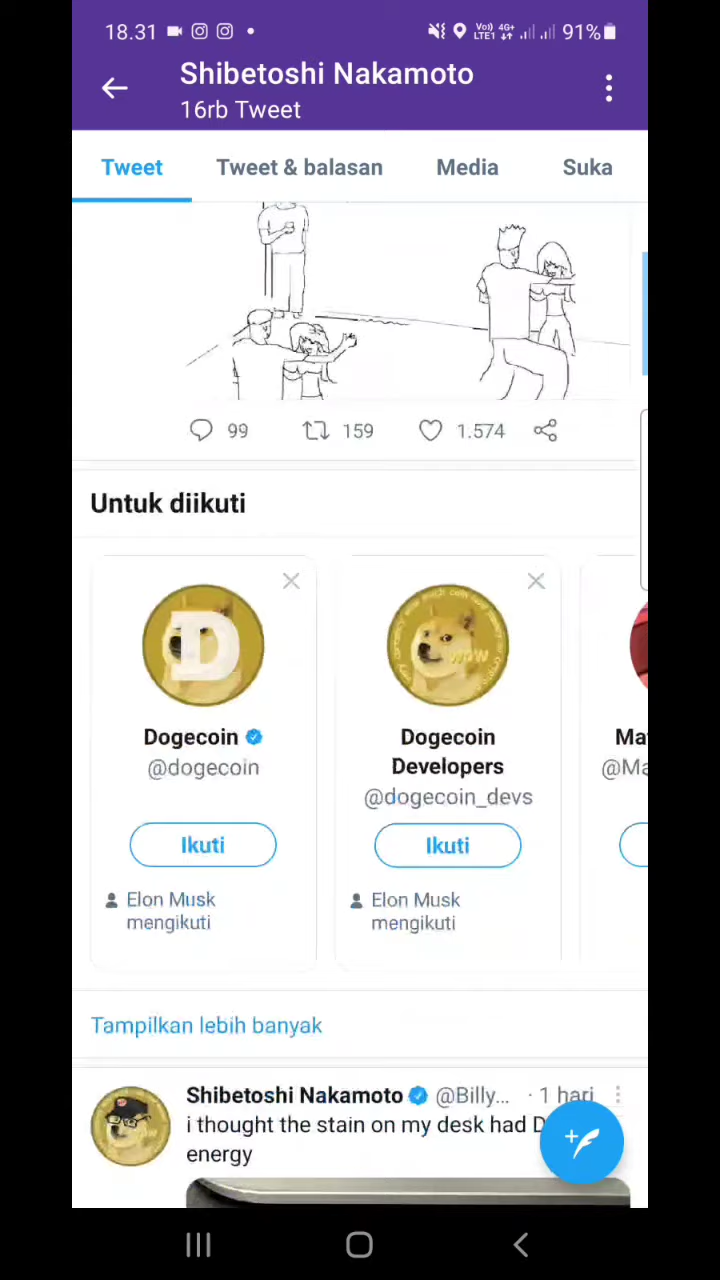 18.31
Vo)) 4G+
LTE1
91%
Shibetoshi Nakamoto
16rb Tweet
Tweet
Tweet & balasan
Media
Suka
99
159
1.574
Untuk diikuti
Dogecoin
@dogecoin
Ikuti
Elon Musk
mengikuti
Dogecoin
Developers
@dogecoin_devs
Ikuti
Elon Musk
mengikuti
Ma
@Ma
Tampilkan lebih banyak
Shibetoshi Nakamoto @Billy... · 1 hari
i thought the stain on my desk had D
energy